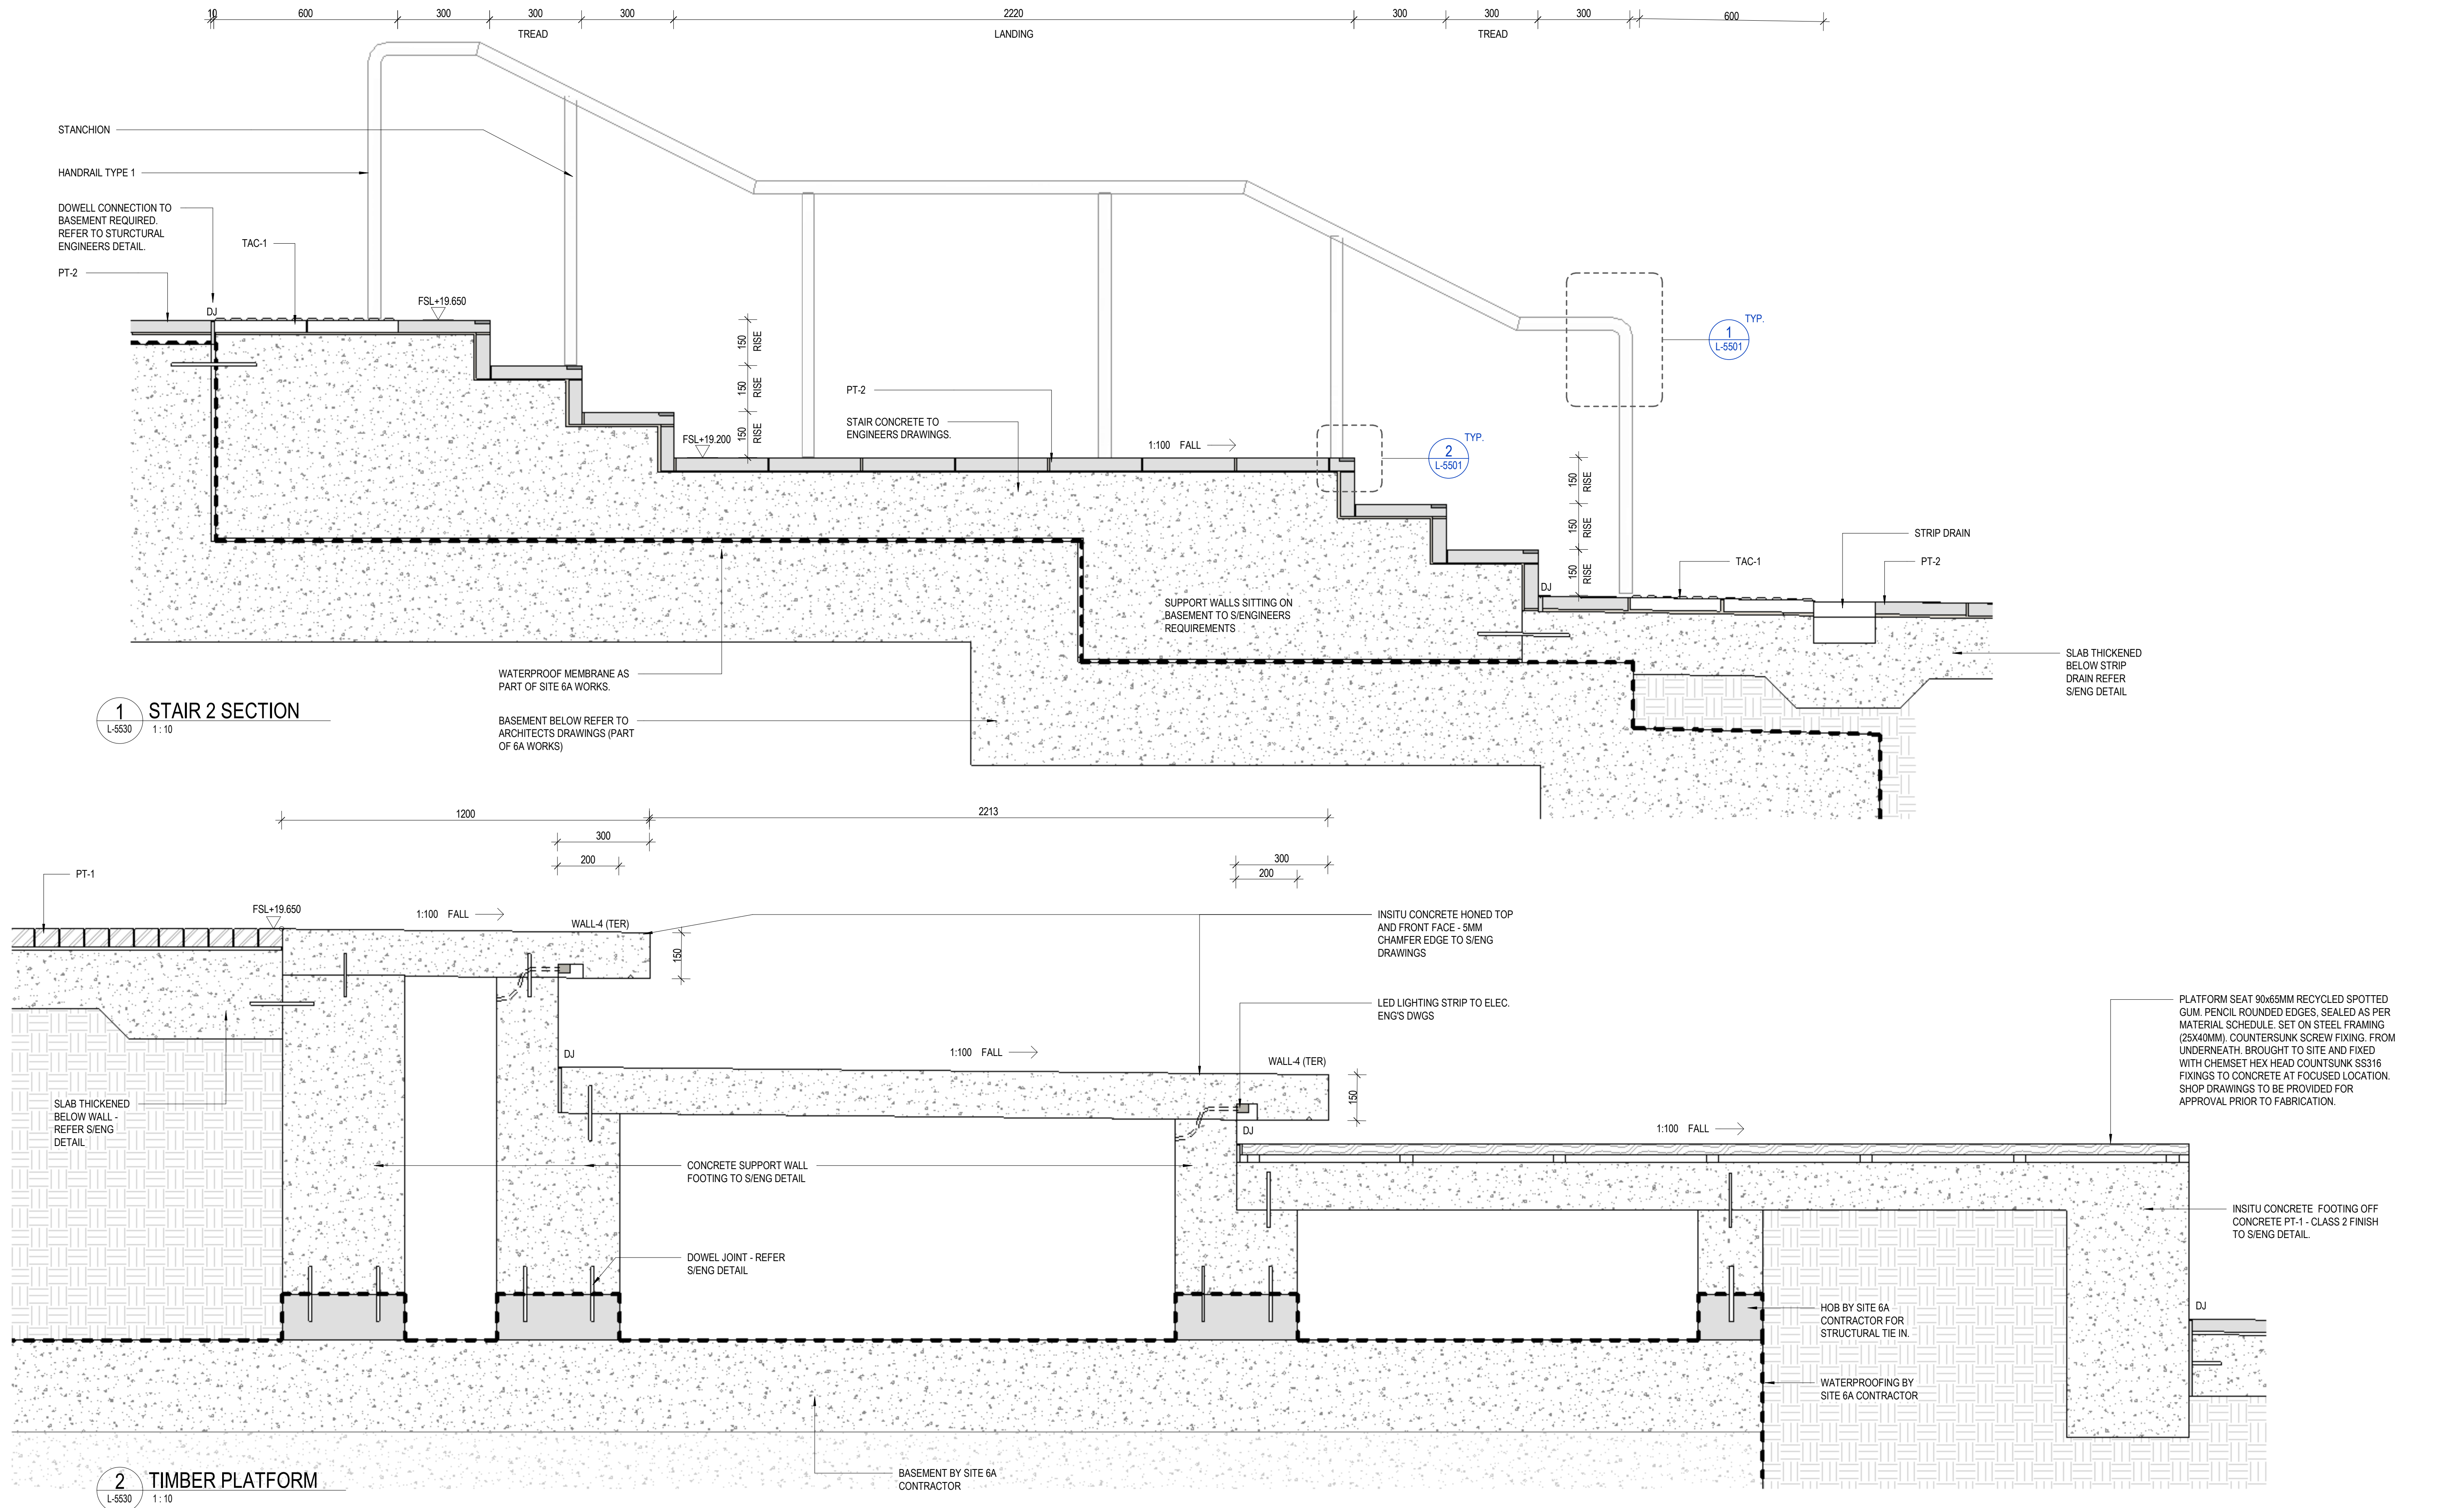 10 600 300 300 300 2220 300 300 300 600
TREAD LANDING TREAD
STANCHION
HANDRAIL TYPE 1
DOWELL CONNECTION TO
BASEMENT REQUIRED.
REFER TO STURCTURAL
ENGINEERS DETAIL.
TAC-1
PT-2
DJ
FSL+19.650
150 RISE
150 RISE
150 RISE
FSL+19.200
PT-2
STAIR CONCRETE TO
ENGINEERS DRAWINGS.
1:100 FALL
1
L-5501
TYP.
2
L-5501
TYP.
150 RISE
150 RISE
150 RISE
DJ
TAC-1
STRIP DRAIN
PT-2
SUPPORT WALLS SITTING ON
BASEMENT TO S/ENGINEERS
REQUIREMENTS
SLAB THICKENED
BELOW STRIP
DRAIN REFER
S/ENG DETAIL
WATERPROOF MEMBRANE AS
PART OF SITE 6A WORKS.
BASEMENT BELOW REFER TO
ARCHITECTS DRAWINGS (PART
OF 6A WORKS)
1
L-5530
STAIR 2 SECTION
1 : 10
1200 2213
300
200
300
200
PT-1
FSL+19.650
1:100 FALL
WALL-4 (TER)
150
INSITU CONCRETE HONED TOP
AND FRONT FACE - 5MM
CHAMFER EDGE TO S/ENG
DRAWINGS
LED LIGHTING STRIP TO ELEC.
ENG'S DWGS
DJ
1:100 FALL
WALL-4 (TER)
150
DJ
1:100 FALL
PLATFORM SEAT 90x65MM RECYCLED SPOTTED
GUM. PENCIL ROUNDED EDGES, SEALED AS PER
MATERIAL SCHEDULE. SET ON STEEL FRAMING
(25X40MM). COUNTERSUNK SCREW FIXING. FROM
UNDERNEATH. BROUGHT TO SITE AND FIXED
WITH CHEMSET HEX HEAD COUNTSUNK SS316
FIXINGS TO CONCRETE AT FOCUSED LOCATION.
SHOP DRAWINGS TO BE PROVIDED FOR
APPROVAL PRIOR TO FABRICATION.
SLAB THICKENED
BELOW WALL -
REFER S/ENG
DETAIL
CONCRETE SUPPORT WALL
FOOTING TO S/ENG DETAIL
DOWEL JOINT - REFER
S/ENG DETAIL
INSITU CONCRETE FOOTING OFF
CONCRETE PT-1 - CLASS 2 FINISH
TO S/ENG DETAIL.
HOB BY SITE 6A
CONTRACTOR FOR
STRUCTURAL TIE IN.
DJ
WATERPROOFING BY
SITE 6A CONTRACTOR
BASEMENT BY SITE 6A
CONTRACTOR
2
L-5530
TIMBER PLATFORM
1 : 10